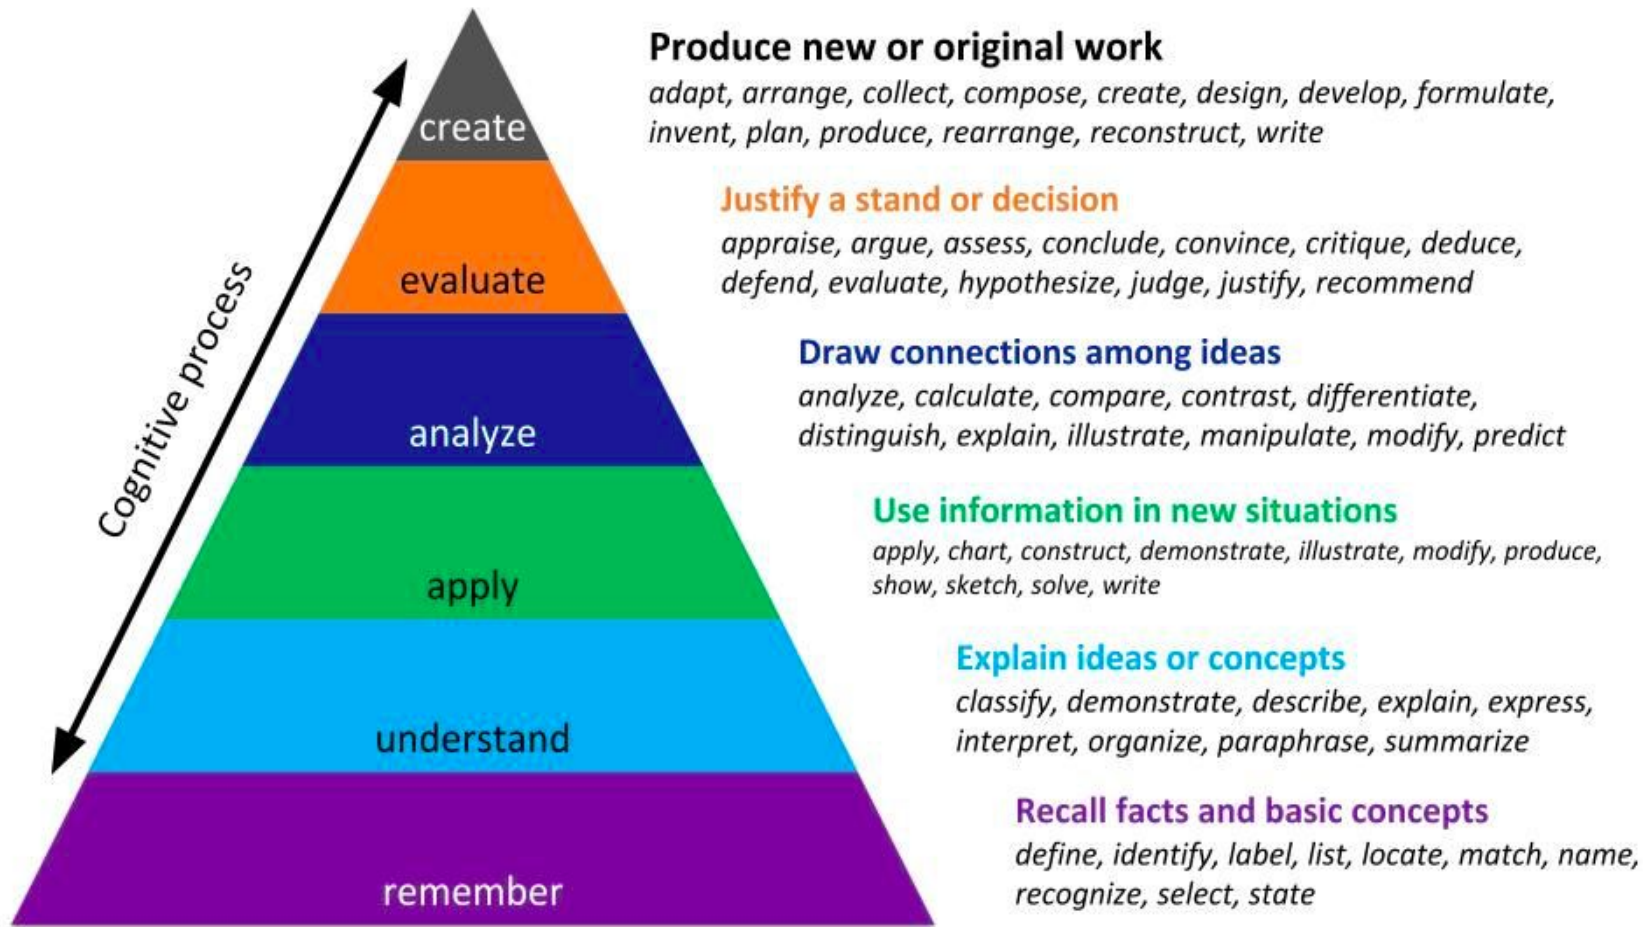 Produce new or original work
adapt, arrange, collect, compose, create, design, develop, formulate,
invent, plan, produce, rearrange, reconstruct, write
create
Justify a stand or decision
appraise, argue, assess, conclude, convince, critique, deduce,
defend, evaluate, hypothesize, judge, justify, recommend
evaluate
Draw connections among ideas
analyze, calculate, compare, contrast, differentiate,
distinguish, explain, illustrate, manipulate, modify, predict
analyze
Cognitive process
Use information in new situations
apply, chart, construct, demonstrate, illustrate, modify, produce,
show, sketch, solve, write
apply
Explain ideas or concepts
classify, demonstrate, describe, explain, express,
interpret, organize, paraphrase, summarize
understand
Recall facts and basic concepts
define, identify, label, list, locate, match, name,
recognize, select, state
remember